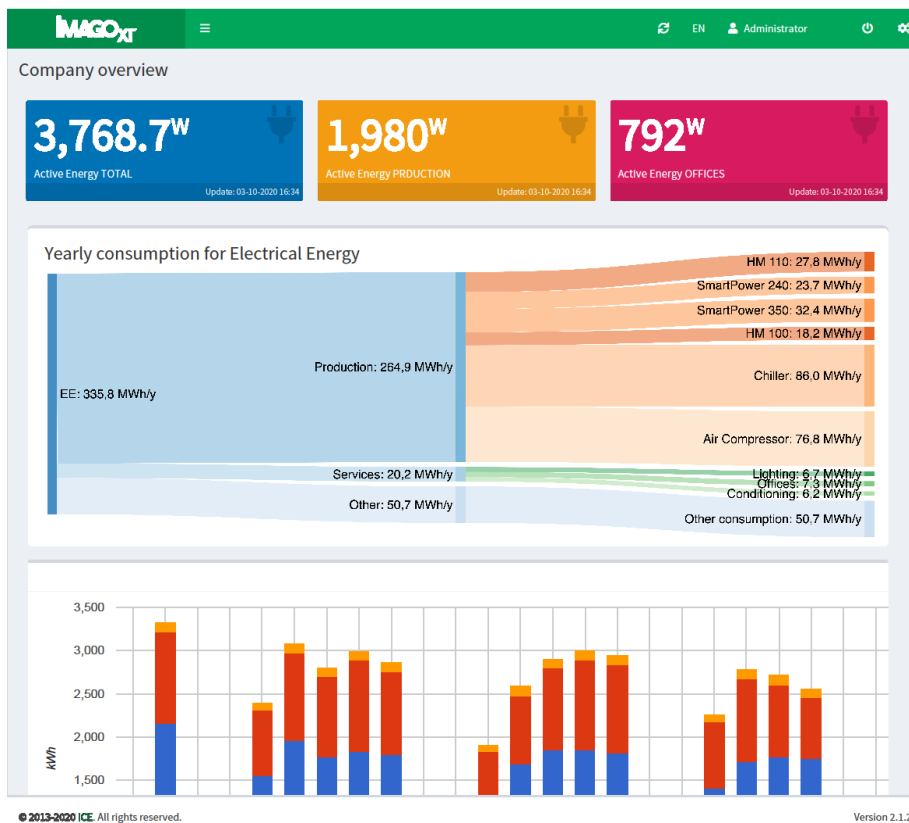 iMAGOXT
EN Administrator
Company overview
3,768.7W
Active Energy TOTAL
Update: 03-10-2020 16:34
1,980W
Active Energy PRDUCTION
Update: 03-10-2020 16:34
792W
Active Energy OFFICES
Update: 03-10-2020 16:34
Yearly consumption for Electrical Energy
EE: 335,8 MWh/y
Production: 264,9 MWh/y
Services: 20,2 MWh/y
Other: 50,7 MWh/y
HM 110: 27,8 MWh/y
SmartPower 240: 23,7 MWh/y
SmartPower 350: 32,4 MWh/y
HM 100: 18,2 MWh/y
Chiller: 86,0 MWh/y
Air Compressor: 76,8 MWh/y
Lighting: 6,7 MWh/y
Offices: 7,3 MWh/y
Conditioning: 6,2 MWh/y
Other consumption: 50,7 MWh/y
3,500
3,000
2,500
2,000
1,500
kWh
© 2013-2020 ICE. All rights reserved.
Version 2.1.2